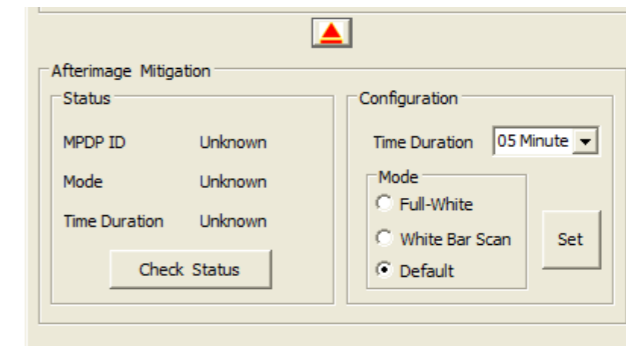 Afterimage Mitigation
Status
MPDP ID Unknown
Mode Unknown
Time Duration Unknown
Check Status
Configuration
Time Duration 05 Minute
Mode
Full-White
White Bar Scan
Default
Set